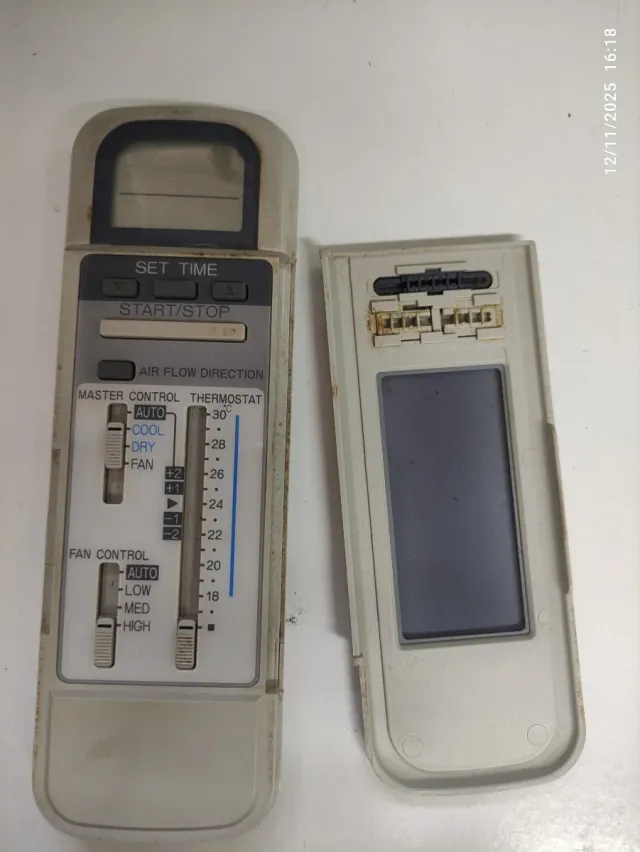 12/11/2025 16:18
SET TIME
▽ △
START/STOP
AIR FLOW DIRECTION
MASTER CONTROL
AUTO
COOL
DRY
FAN
THERMOSTAT
30°C
28
26
24
22
20
18
■
+2
+1
▶
-1
-2
FAN CONTROL
AUTO
LOW
MED
HIGH